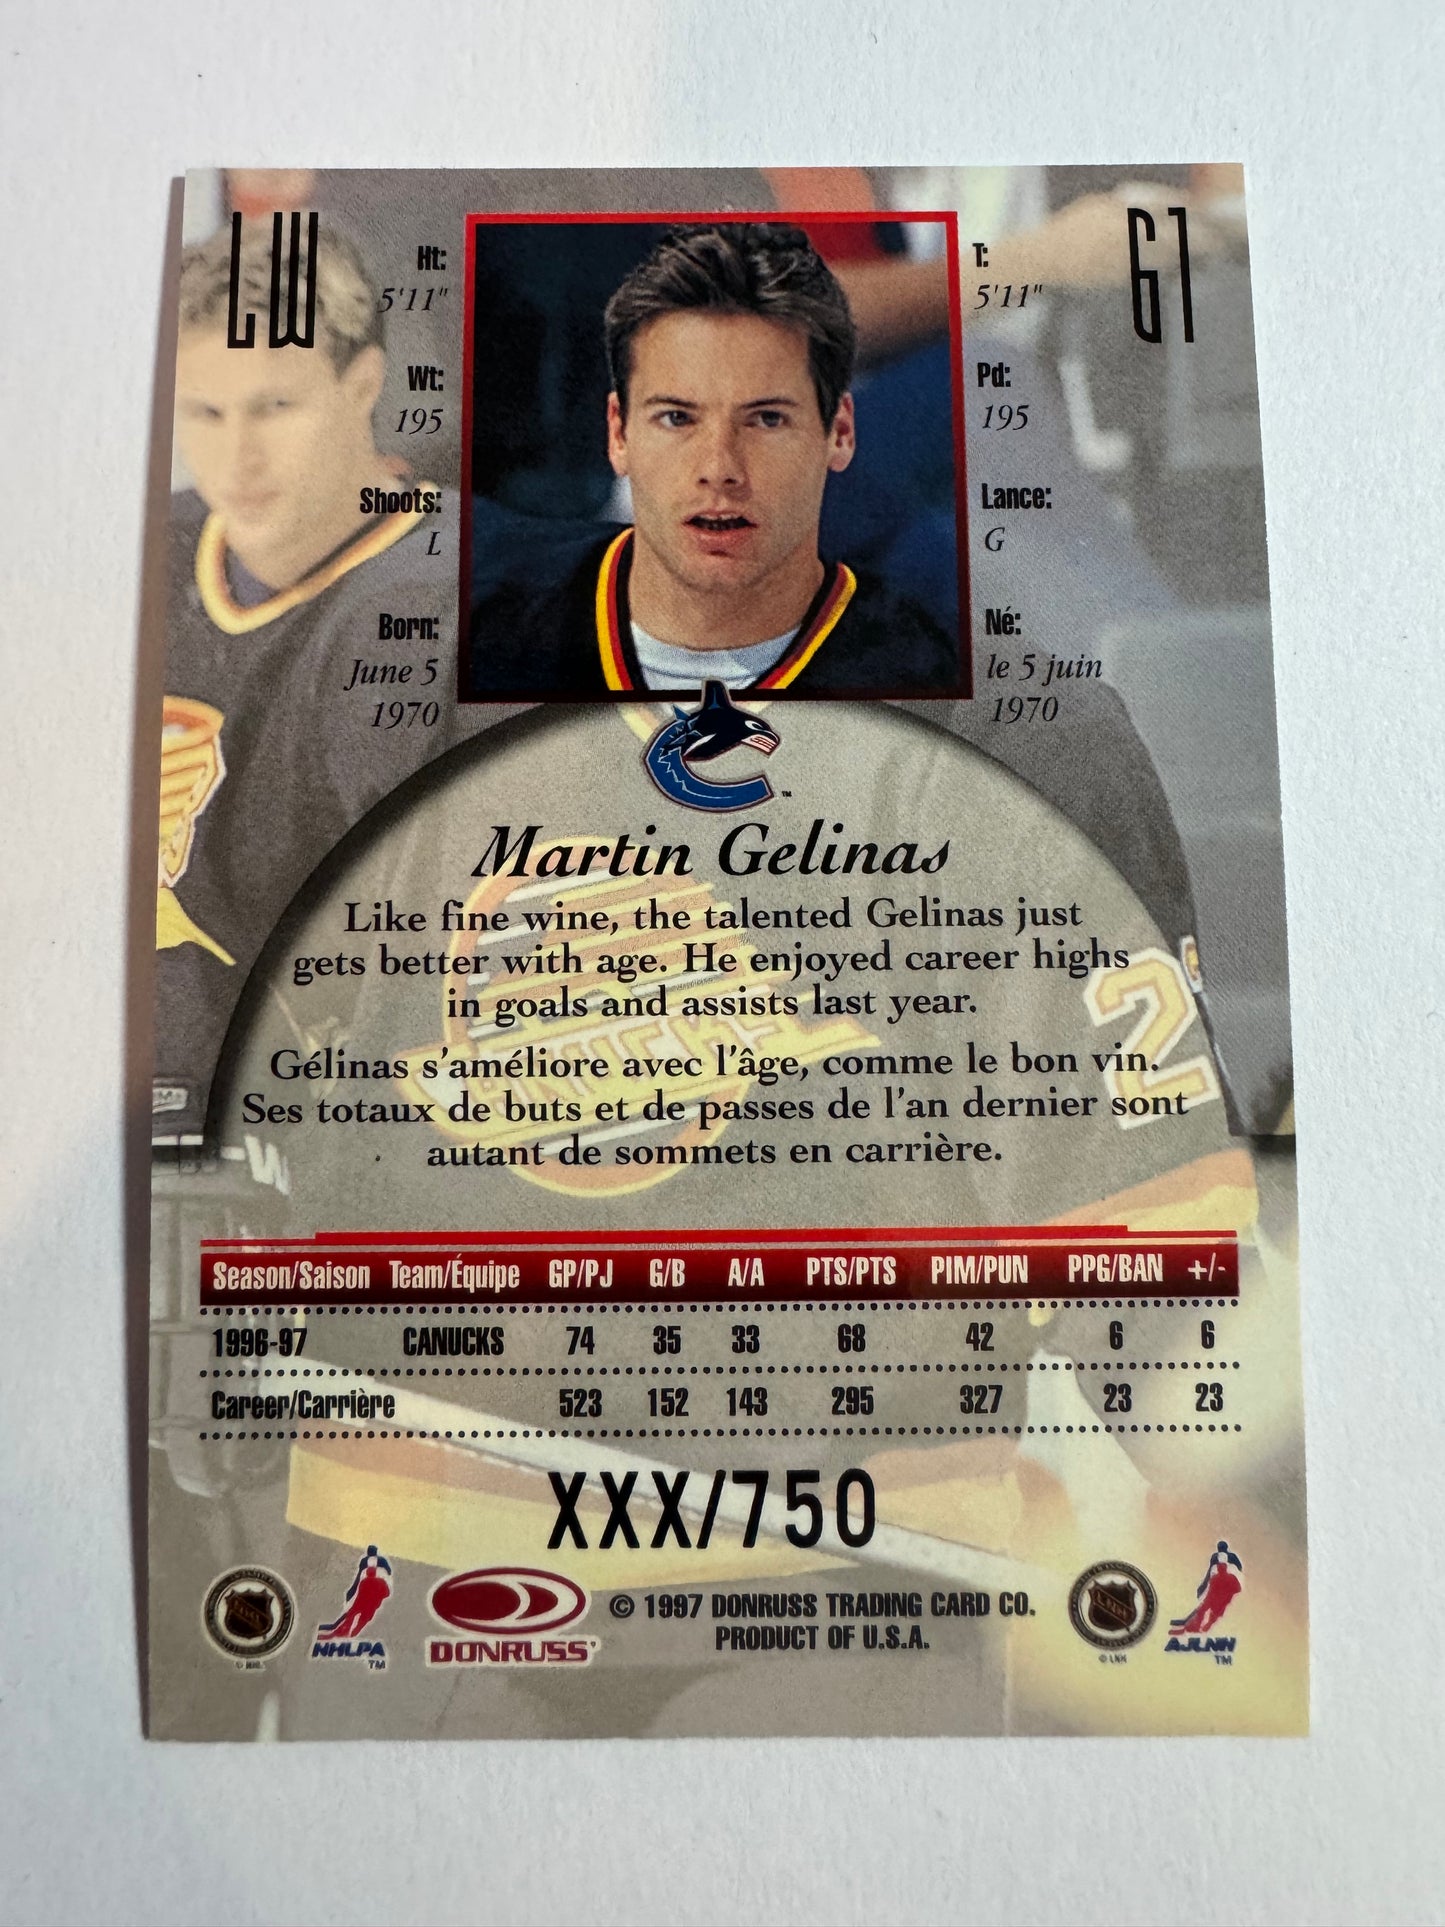 LW
61
Ht:
5'11"
Wt:
195
Shoots:
L
Born:
June 5
1970
T:
5'11"
Pd:
195
Lance:
G
Né:
le 5 juin
1970
™
Martin Gelinas
Like fine wine, the talented Gelinas just
gets better with age. He enjoyed career highs
in goals and assists last year.
Gélinas s'améliore avec l'âge, comme le bon vin.
Ses totaux de buts et de passes de l'an dernier sont
autant de sommets en carrière.
Season/Saison Team/Équipe GP/PJ G/B A/A PTS/PTS PIM/PUN PPG/BAN +/-
1996-97 CANUCKS 74 35 33 68 42 6 6
Career/Carrière 523 152 143 295 327 23 23
XXX/750
NHLPA
TM
DONRUSS
© 1997 DONRUSS TRADING CARD CO.
PRODUCT OF U.S.A.
AJLNH
TM